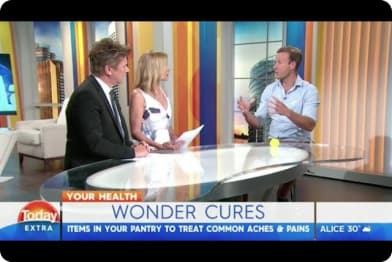 YOUR HEALTH
WONDER CURES
Today
EXTRA
ITEMS IN YOUR PANTRY TO TREAT COMMON ACHES & PAINS
ALICE 30°